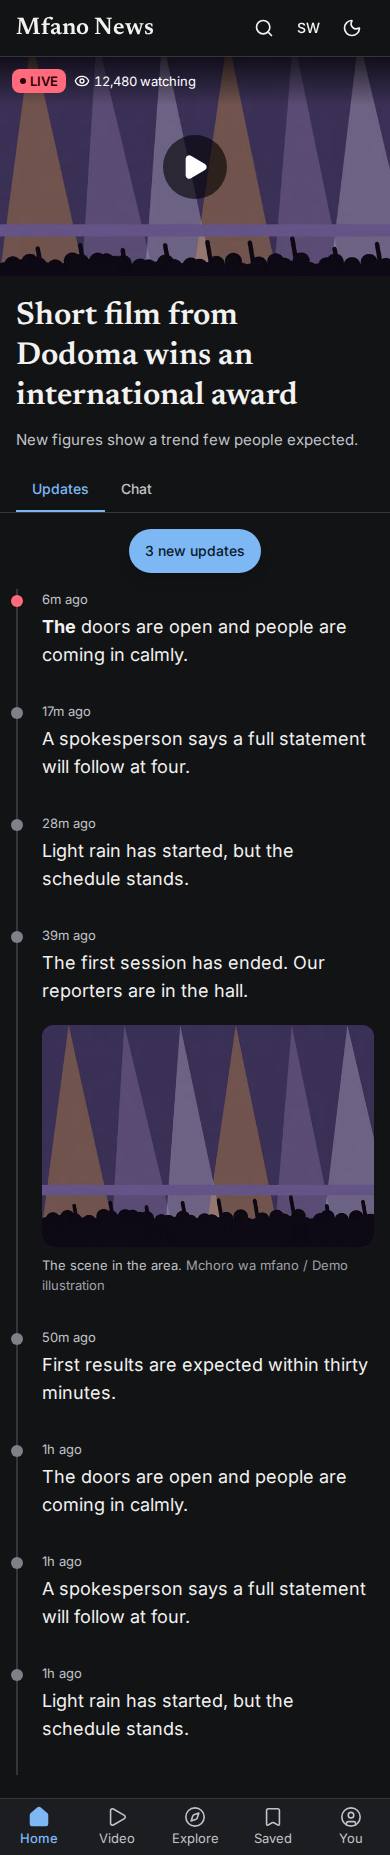 Mfano News
SW
LIVE
12,480 watching
Short film from
Dodoma wins an
international award
New figures show a trend few people expected.
Updates
Chat
3 new updates
6m ago
The doors are open and people are
coming in calmly.
17m ago
A spokesperson says a full statement
will follow at four.
28m ago
Light rain has started, but the
schedule stands.
39m ago
The first session has ended. Our
reporters are in the hall.
The scene in the area. Mchoro wa mfano / Demo
illustration
50m ago
First results are expected within thirty
minutes.
1h ago
The doors are open and people are
coming in calmly.
1h ago
A spokesperson says a full statement
will follow at four.
1h ago
Light rain has started, but the
schedule stands.
Home
Video
Explore
Saved
You